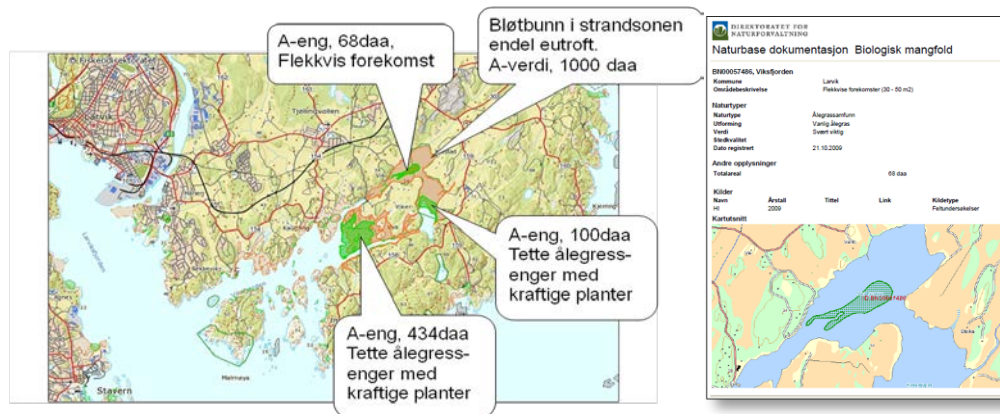 A-eng, 68daa,
Flekkvis forekomst
Bløtbunn i strandsonen
endel eutroft.
A-verdi, 1000 daa
A-eng, 100daa
Tette ålegress-
enger med
kraftige planter
A-eng, 434daa
Tette ålegress-
enger med
kraftige planter
Fiskeridirektoratet
Larvik
Tjøllingvollen
Malmøya
Stavern
DIREKTORATET FOR
NATURFORVALTNING
Naturbase dokumentasjon Biologisk mangfold
BN00057486, Viksfjorden
Kommune Larvik
Områdebeskrivelse Flekkvise forekomster (30 - 50 m2)
Naturtyper
Naturtype Ålegrassamfunn
Utforming Vanlig ålegras
Verdi Svært viktig
Stedkvalitet
Dato registrert 21.10.2009
Andre opplysninger
Totalareal 68 daa
Kilder
Navn Årstall Tittel Link Kildetype
HI 2009 Feltundersøkelser
Kartutsnitt
BN00057486